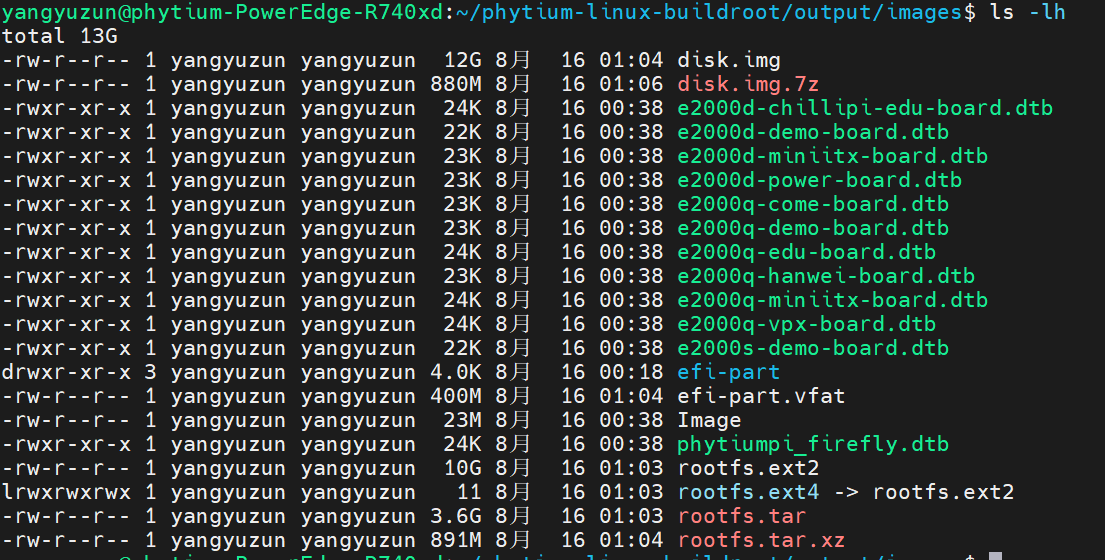 yangyuzun@phytium-PowerEdge-R740xd:~/phytium-linux-buildroot/output/images$ ls -lh
total 13G
-rw-r--r-- 1 yangyuzun yangyuzun  12G 8月  16 01:04 disk.img
-rw-r--r-- 1 yangyuzun yangyuzun 880M 8月  16 01:06 disk.img.7z
-rwxr-xr-x 1 yangyuzun yangyuzun  24K 8月  16 00:38 e2000d-chillipi-edu-board.dtb
-rwxr-xr-x 1 yangyuzun yangyuzun  22K 8月  16 00:38 e2000d-demo-board.dtb
-rwxr-xr-x 1 yangyuzun yangyuzun  23K 8月  16 00:38 e2000d-miniitx-board.dtb
-rwxr-xr-x 1 yangyuzun yangyuzun  23K 8月  16 00:38 e2000d-power-board.dtb
-rwxr-xr-x 1 yangyuzun yangyuzun  23K 8月  16 00:38 e2000q-come-board.dtb
-rwxr-xr-x 1 yangyuzun yangyuzun  23K 8月  16 00:38 e2000q-demo-board.dtb
-rwxr-xr-x 1 yangyuzun yangyuzun  24K 8月  16 00:38 e2000q-edu-board.dtb
-rwxr-xr-x 1 yangyuzun yangyuzun  23K 8月  16 00:38 e2000q-hanwei-board.dtb
-rwxr-xr-x 1 yangyuzun yangyuzun  24K 8月  16 00:38 e2000q-miniitx-board.dtb
-rwxr-xr-x 1 yangyuzun yangyuzun  24K 8月  16 00:38 e2000q-vpx-board.dtb
-rwxr-xr-x 1 yangyuzun yangyuzun  22K 8月  16 00:38 e2000s-demo-board.dtb
drwxr-xr-x 3 yangyuzun yangyuzun 4.0K 8月  16 00:18 efi-part
-rw-r--r-- 1 yangyuzun yangyuzun 400M 8月  16 01:04 efi-part.vfat
-rw-r--r-- 1 yangyuzun yangyuzun  23M 8月  16 00:38 Image
-rwxr-xr-x 1 yangyuzun yangyuzun  24K 8月  16 00:38 phytiumpi_firefly.dtb
-rw-r--r-- 1 yangyuzun yangyuzun  10G 8月  16 01:03 rootfs.ext2
lrwxrwxrwx 1 yangyuzun yangyuzun   11 8月  16 01:03 rootfs.ext4 -> rootfs.ext2
-rw-r--r-- 1 yangyuzun yangyuzun 3.6G 8月  16 01:03 rootfs.tar
-rw-r--r-- 1 yangyuzun yangyuzun 891M 8月  16 01:04 rootfs.tar.xz